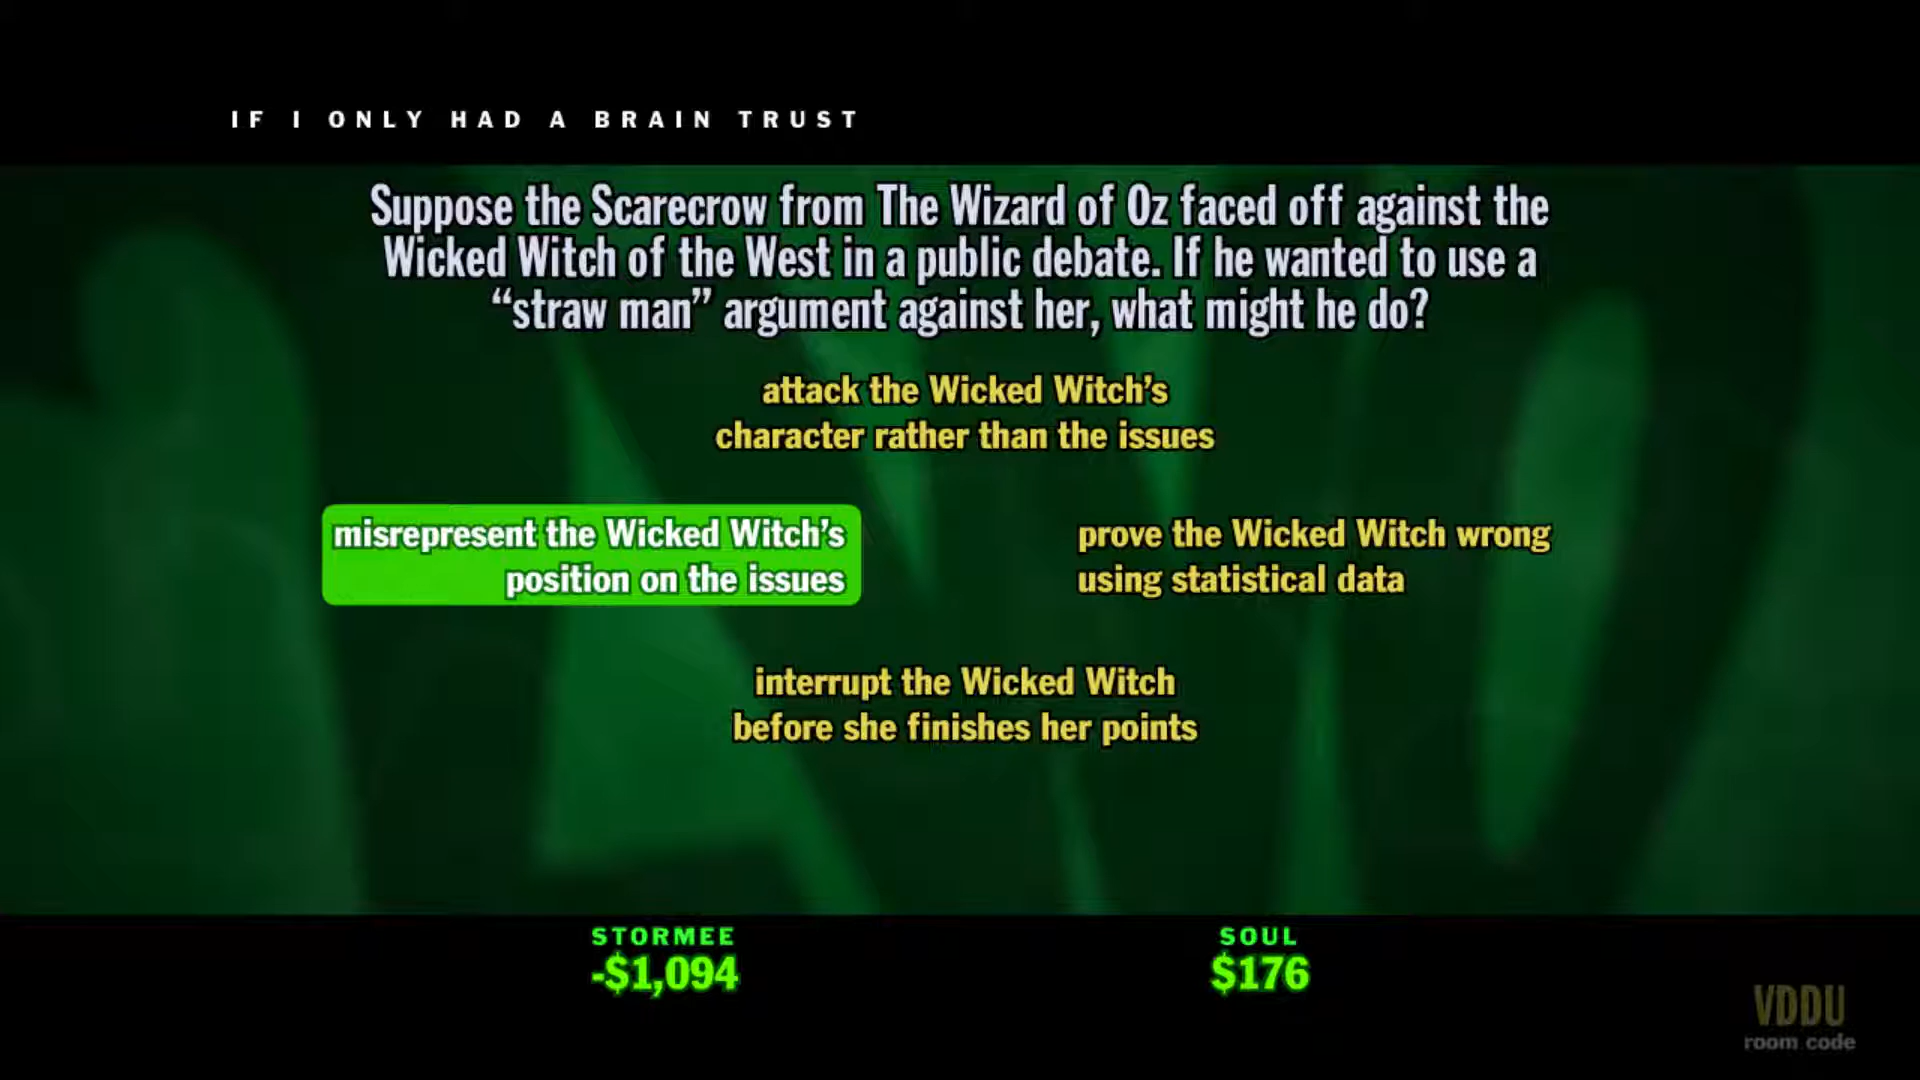 IF I ONLY HAD A BRAIN TRUST
Suppose the Scarecrow from The Wizard of Oz faced off against the
Wicked Witch of the West in a public debate. If he wanted to use a
“straw man” argument against her, what might he do?
attack the Wicked Witch’s
character rather than the issues
misrepresent the Wicked Witch’s
position on the issues
prove the Wicked Witch wrong
using statistical data
interrupt the Wicked Witch
before she finishes her points
STORMEE
-$1,094
SOUL
$176
VDDU
room code